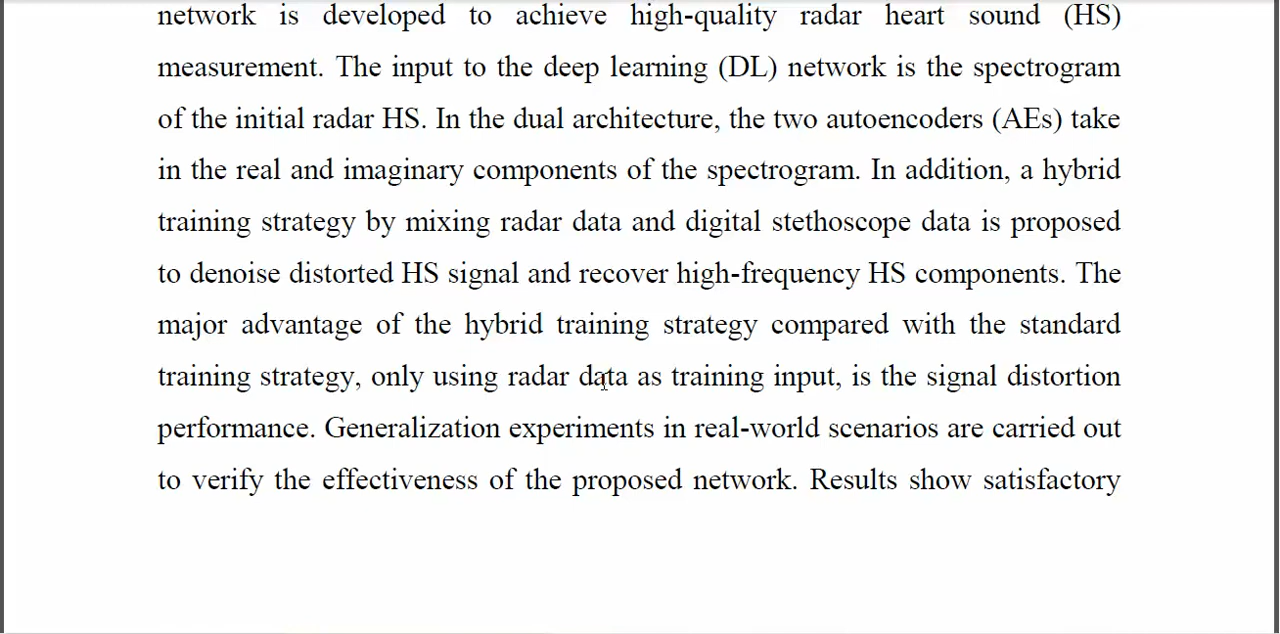 network is developed to achieve high-quality radar heart sound (HS)
measurement. The input to the deep learning (DL) network is the spectrogram
of the initial radar HS. In the dual architecture, the two autoencoders (AEs) take
in the real and imaginary components of the spectrogram. In addition, a hybrid
training strategy by mixing radar data and digital stethoscope data is proposed
to denoise distorted HS signal and recover high-frequency HS components. The
major advantage of the hybrid training strategy compared with the standard
training strategy, only using radar data as training input, is the signal distortion
performance. Generalization experiments in real-world scenarios are carried out
to verify the effectiveness of the proposed network. Results show satisfactory